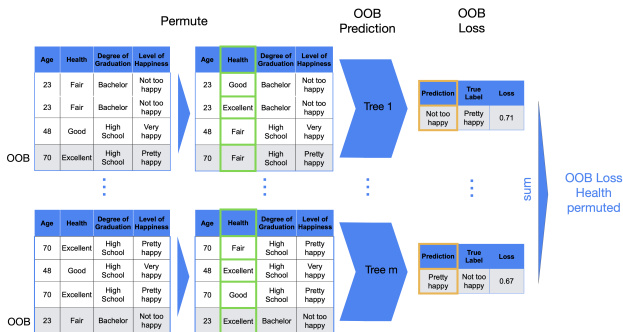 Permute
OOB
Prediction
OOB
Loss
Age Health Degree of Graduation Level of Happiness
23 Fair Bachelor Not too happy
23 Fair Bachelor Not too happy
48 Good High School Very happy
OOB 70 Excellent High School Pretty happy
Age Health Degree of Graduation Level of Happiness
23 Good Bachelor Not too happy
23 Excellent Bachelor Not too happy
48 Fair High School Very happy
70 Fair High School Pretty happy
Tree 1
Prediction True Label Loss
Not too happy Pretty happy 0.71
Age Health Degree of Graduation Level of Happiness
70 Excellent High School Pretty happy
48 Good High School Very happy
70 Excellent High School Pretty happy
OOB 23 Fair Bachelor Not too happy
Age Health Degree of Graduation Level of Happiness
70 Fair High School Pretty happy
48 Excellent High School Very happy
70 Good High School Pretty happy
23 Excellent Bachelor Not too happy
Tree m
Prediction True Label Loss
Pretty happy Not too happy 0.67
sum
OOB Loss
Health
permuted